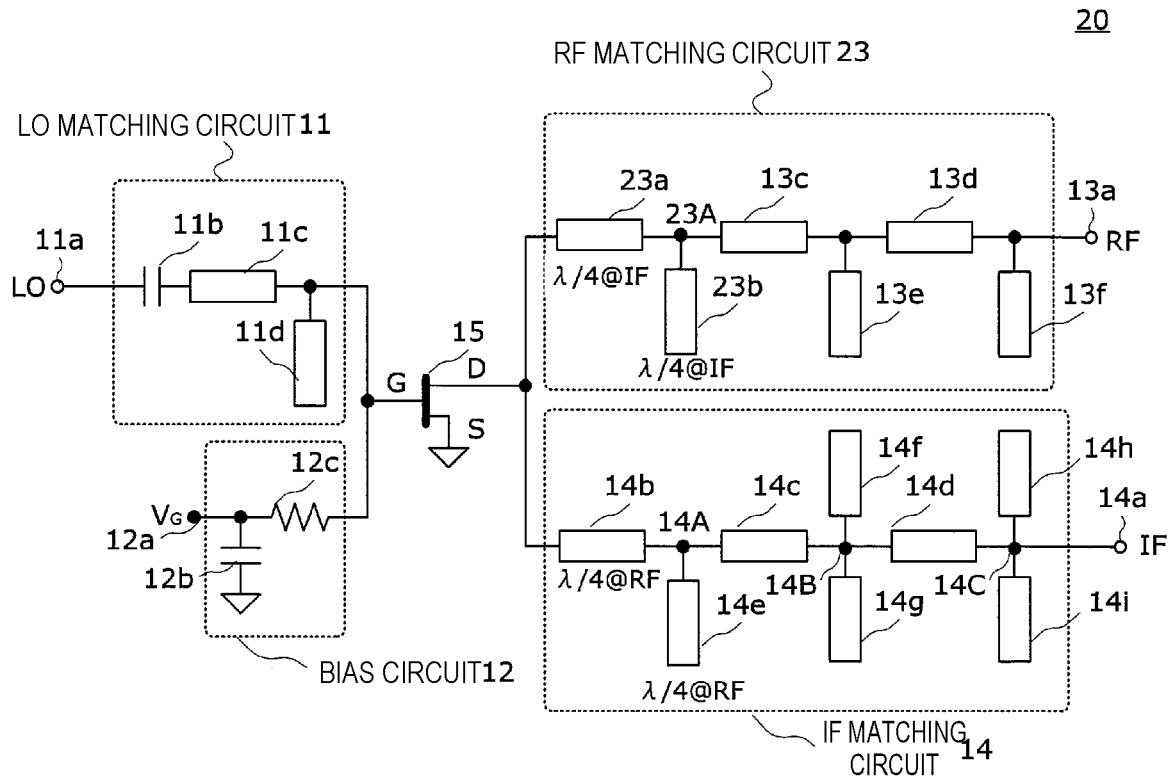 20
RF MATCHING CIRCUIT 23
LO MATCHING CIRCUIT 11
23a
13c
13d
13a
23A
RF
11a
11b
11c
LO
λ/4@IF
23b
13e
13f
11d
λ/4@IF
15
G
D
S
12c
VG
12a
12b
BIAS CIRCUIT 12
14b
14A
14c
14f
14d
14h
14a
IF
λ/4@RF
14e
14B
14g
14C
14i
λ/4@RF
IF MATCHING
CIRCUIT 14